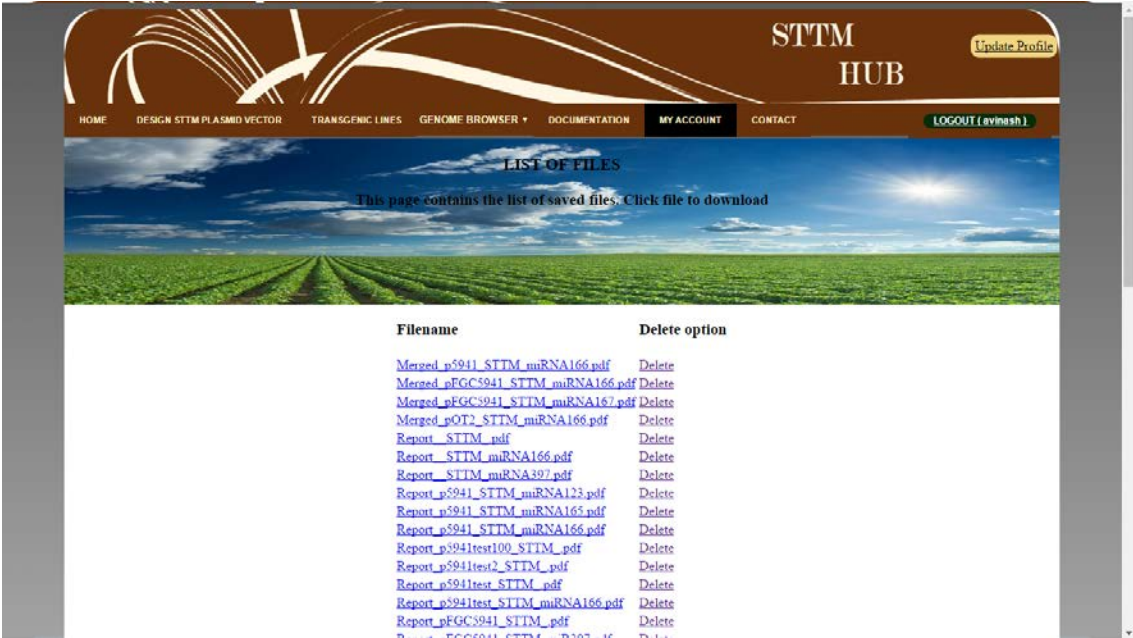 STTM
HUB
Update Profile
HOME DESIGN STTM PLASMID VECTOR TRANSGENIC LINES GENOME BROWSER ▾ DOCUMENTATION MY ACCOUNT CONTACT LOGOUT ( avinash )
LIST OF FILES
This page contains the list of saved files. Click file to download
Filename Delete option
Merged_p5941_STTM_miRNA166.pdf Delete
Merged_pFGC5941_STTM_miRNA166.pdf Delete
Merged_pFGC5941_STTM_miRNA167.pdf Delete
Merged_pOT2_STTM_miRNA166.pdf Delete
Report__STTM_.pdf Delete
Report__STTM_miRNA166.pdf Delete
Report__STTM_miRNA397.pdf Delete
Report_p5941_STTM_miRNA123.pdf Delete
Report_p5941_STTM_miRNA165.pdf Delete
Report_p5941_STTM_miRNA166.pdf Delete
Report_p5941test100_STTM_.pdf Delete
Report_p5941test2_STTM_.pdf Delete
Report_p5941test_STTM_.pdf Delete
Report_p5941test_STTM_miRNA166.pdf Delete
Report_pFGC5941_STTM_.pdf Delete